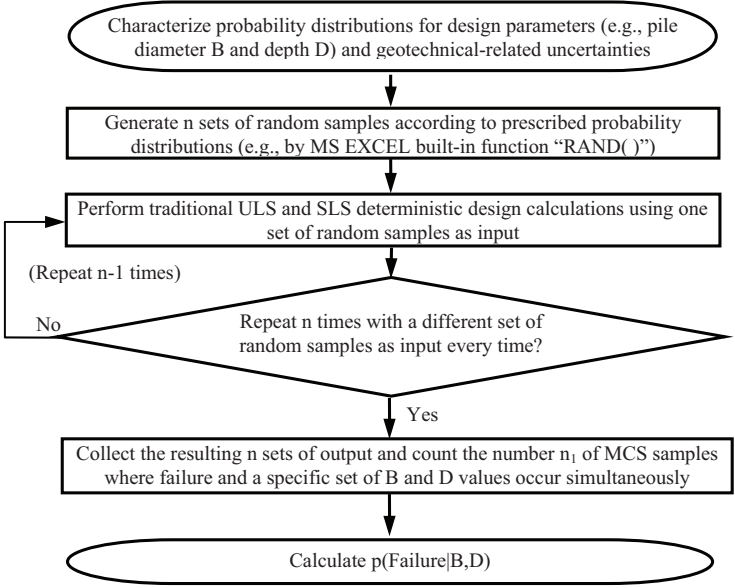 Characterize probability distributions for design parameters (e.g., pile
diameter B and depth D) and geotechnical-related uncertainties
Generate n sets of random samples according to prescribed probability
distributions (e.g., by MS EXCEL built-in function “RAND( )”)
Perform traditional ULS and SLS deterministic design calculations using one
set of random samples as input
(Repeat n-1 times)
No
Repeat n times with a different set of
random samples as input every time?
Yes
Collect the resulting n sets of output and count the number n₁ of MCS samples
where failure and a specific set of B and D values occur simultaneously
Calculate p(Failure|B,D)